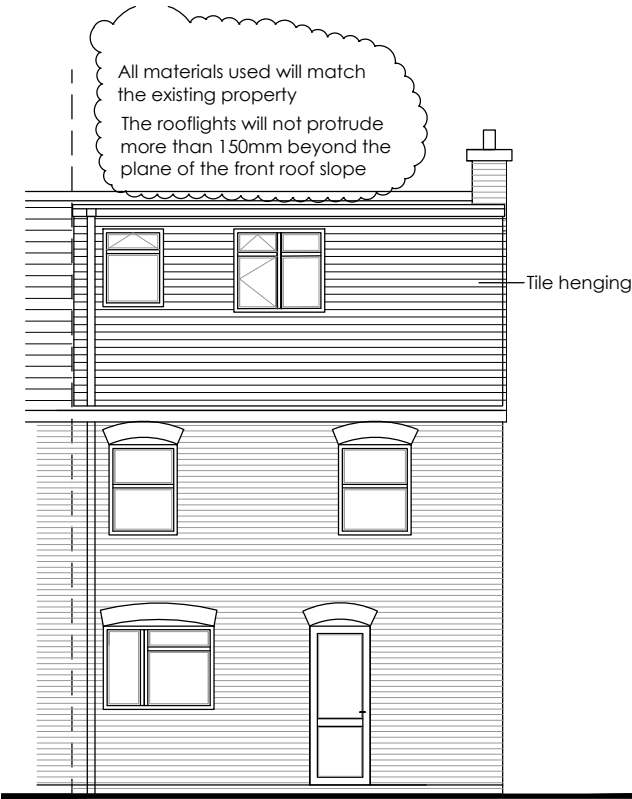 All materials used will match
the existing property
The rooflights will not protrude
more than 150mm beyond the
plane of the front roof slope
Tile henging